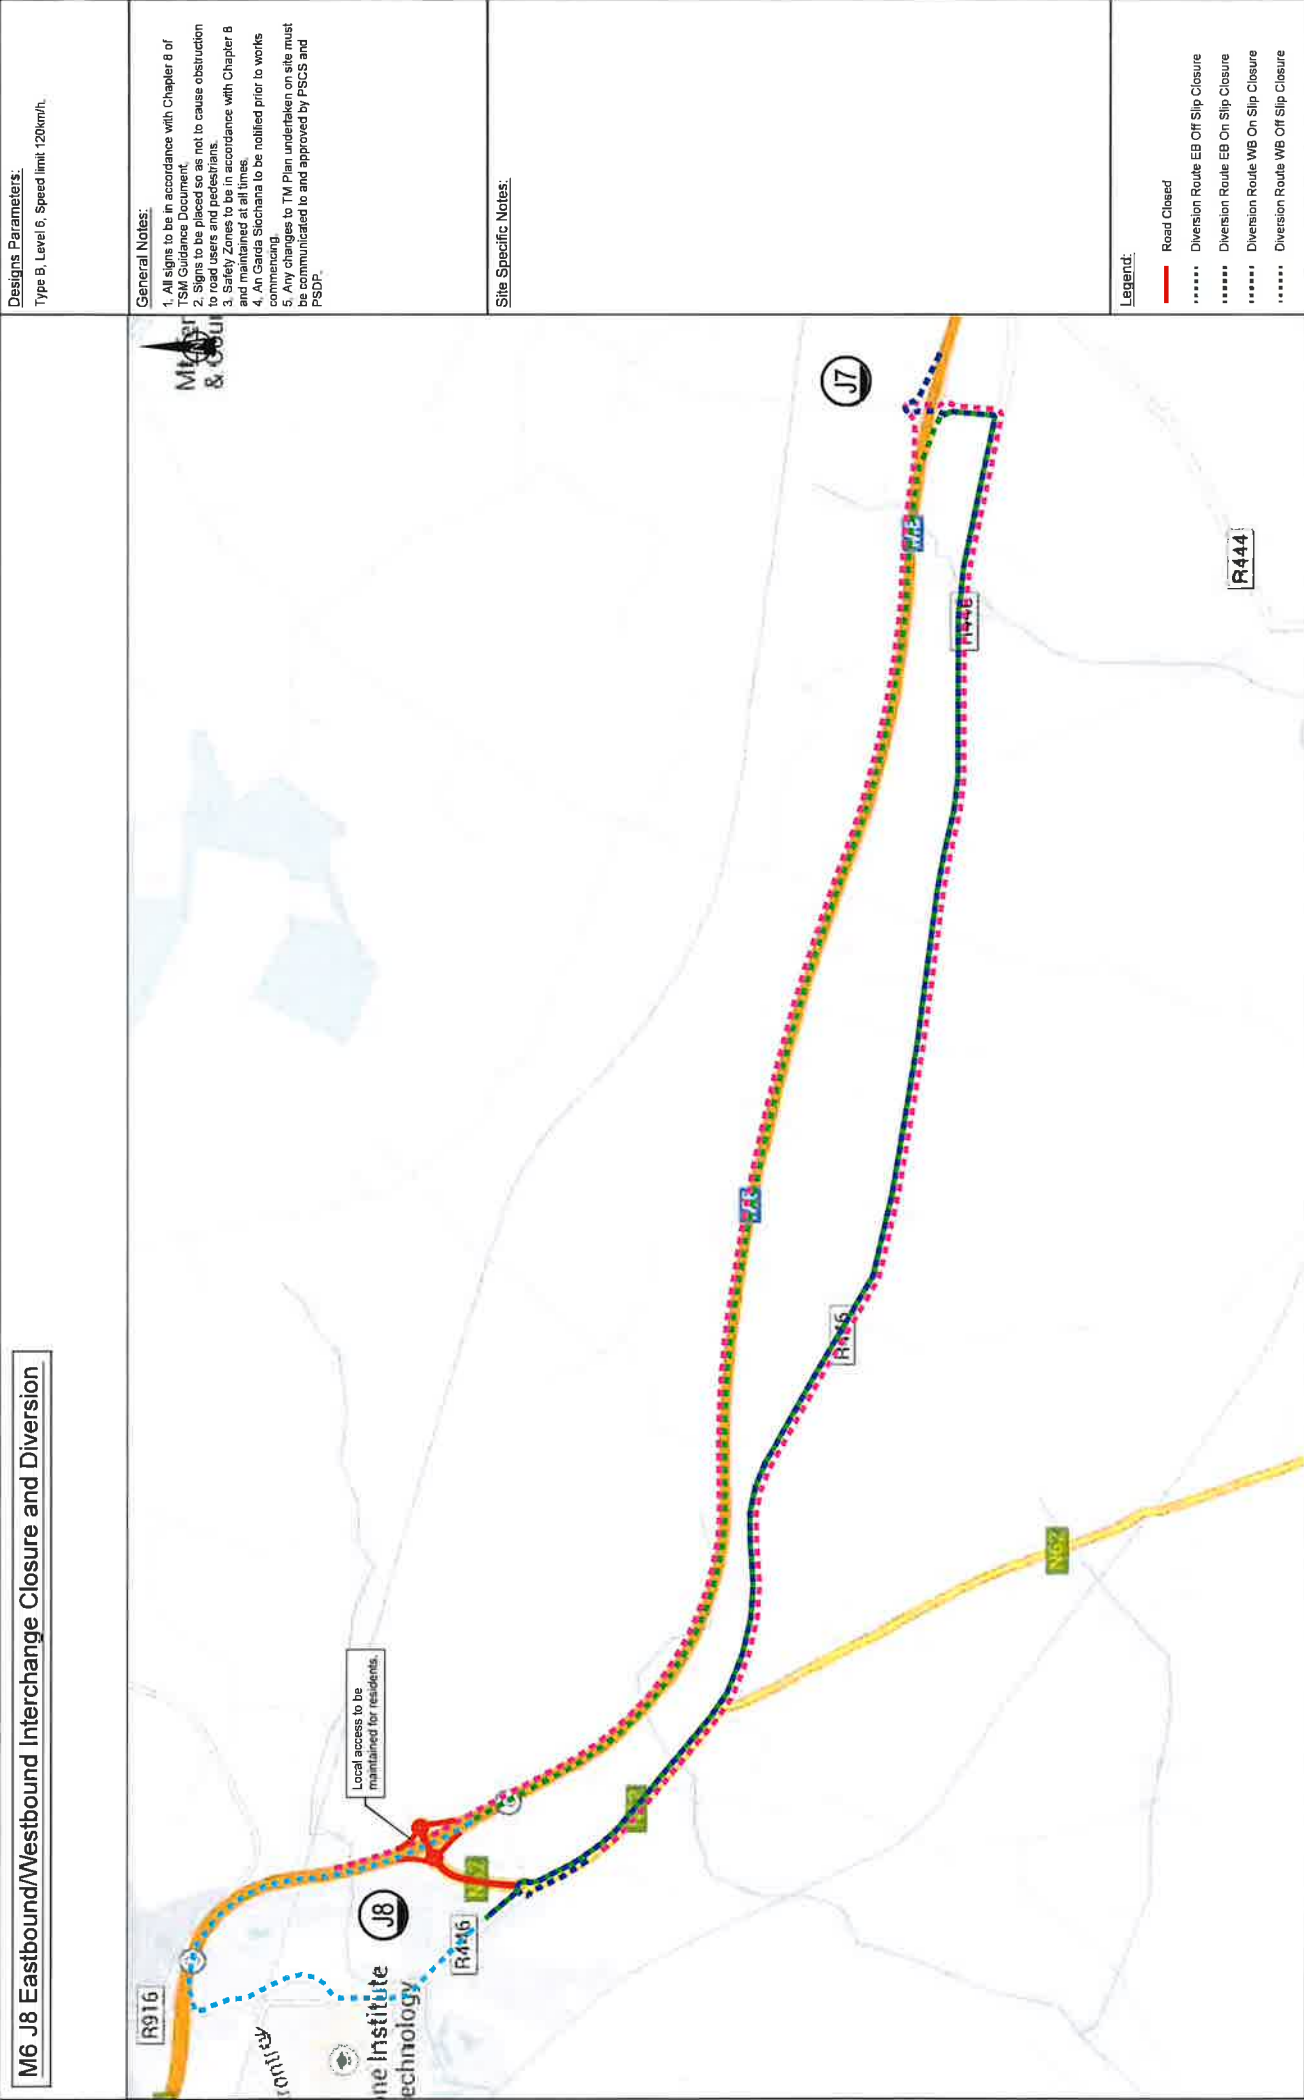 M6 J8 Eastbound/Westbound Interchange Closure and Diversion
Designs Parameters:
Type B, Level 6, Speed limit 120km/h.
General Notes:
1. All signs to be in accordance with Chapter 8 of
TSM Guidance Document.
2. Signs to be placed so as not to cause obstruction
to road users and pedestrians.
3. Safety Zones to be in accordance with Chapter 8
and maintained at all times.
4. An Garda Siochana to be notified prior to works
commencing.
5. Any changes to TM Plan undertaken on site must
be communicated to and approved by PSCS and
PSDP.
Site Specific Notes:
Legend:
Road Closed
Diversion Route EB Off Slip Closure
Diversion Route EB On Slip Closure
Diversion Route WB On Slip Closure
Diversion Route WB Off Slip Closure
R916
J8
Local access to be
maintained for residents.
R446
ne Institute
echnology
N62
J7
R444